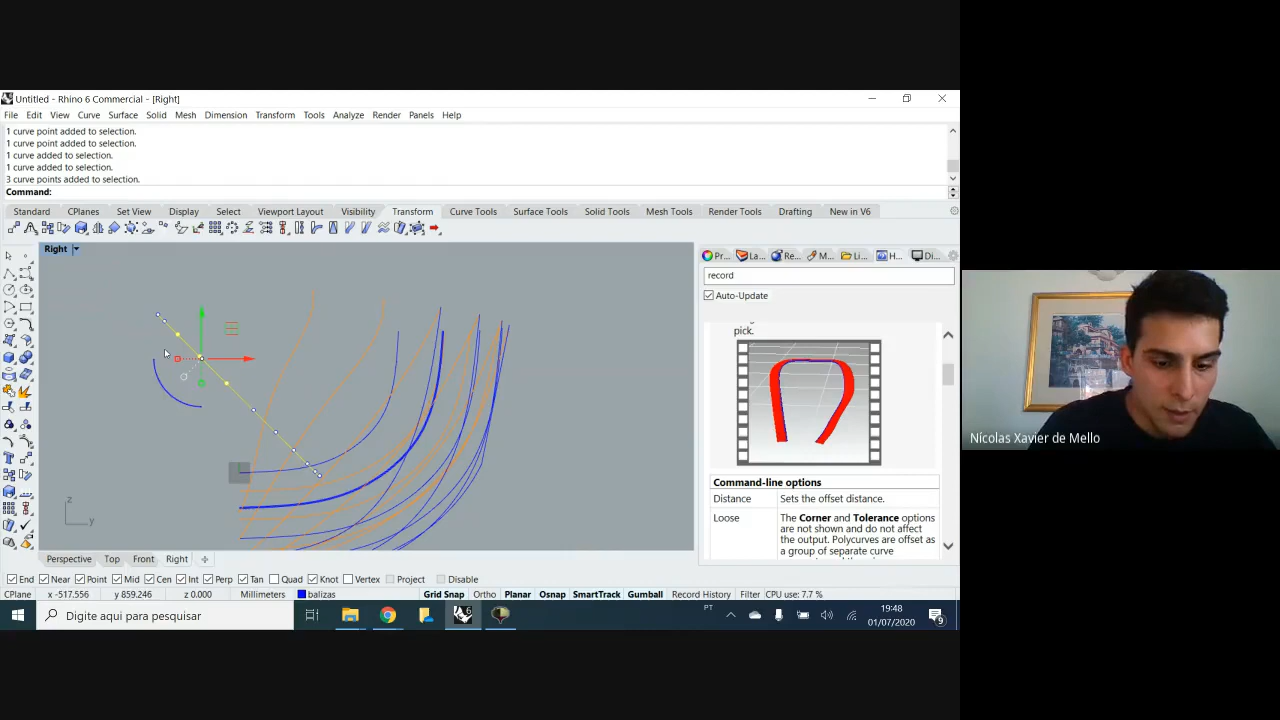 Untitled - Rhino 6 Commercial - [Right]
File Edit View Curve Surface Solid Mesh Dimension Transform Tools Analyze Render Panels Help
1 curve point added to selection.
1 curve point added to selection.
1 curve added to selection.
1 curve added to selection.
3 curve points added to selection.
Command:
Standard CPlanes Set View Display Select Viewport Layout Visibility Transform Curve Tools Surface Tools Solid Tools Mesh Tools Render Tools Drafting New in V6
Right
Pr... La... Re... M... Li... H... Di...
record
Auto-Update
pick.
Command-line options
Distance Sets the offset distance.
Loose The Corner and Tolerance options
are not shown and do not affect
the output. Polycurves are offset as
a group of separate curve
z
y
Perspective Top Front Right
End Near Point Mid Cen Int Perp Tan Quad Knot Vertex Project Disable
CPlane x -517.556 y 859.246 z 0.000 Millimeters balizas Grid Snap Ortho Planar Osnap SmartTrack Gumball Record History Filter CPU use: 7.7 %
Digite aqui para pesquisar
PT
19:48
01/07/2020
9
Nícolas Xavier de Mello